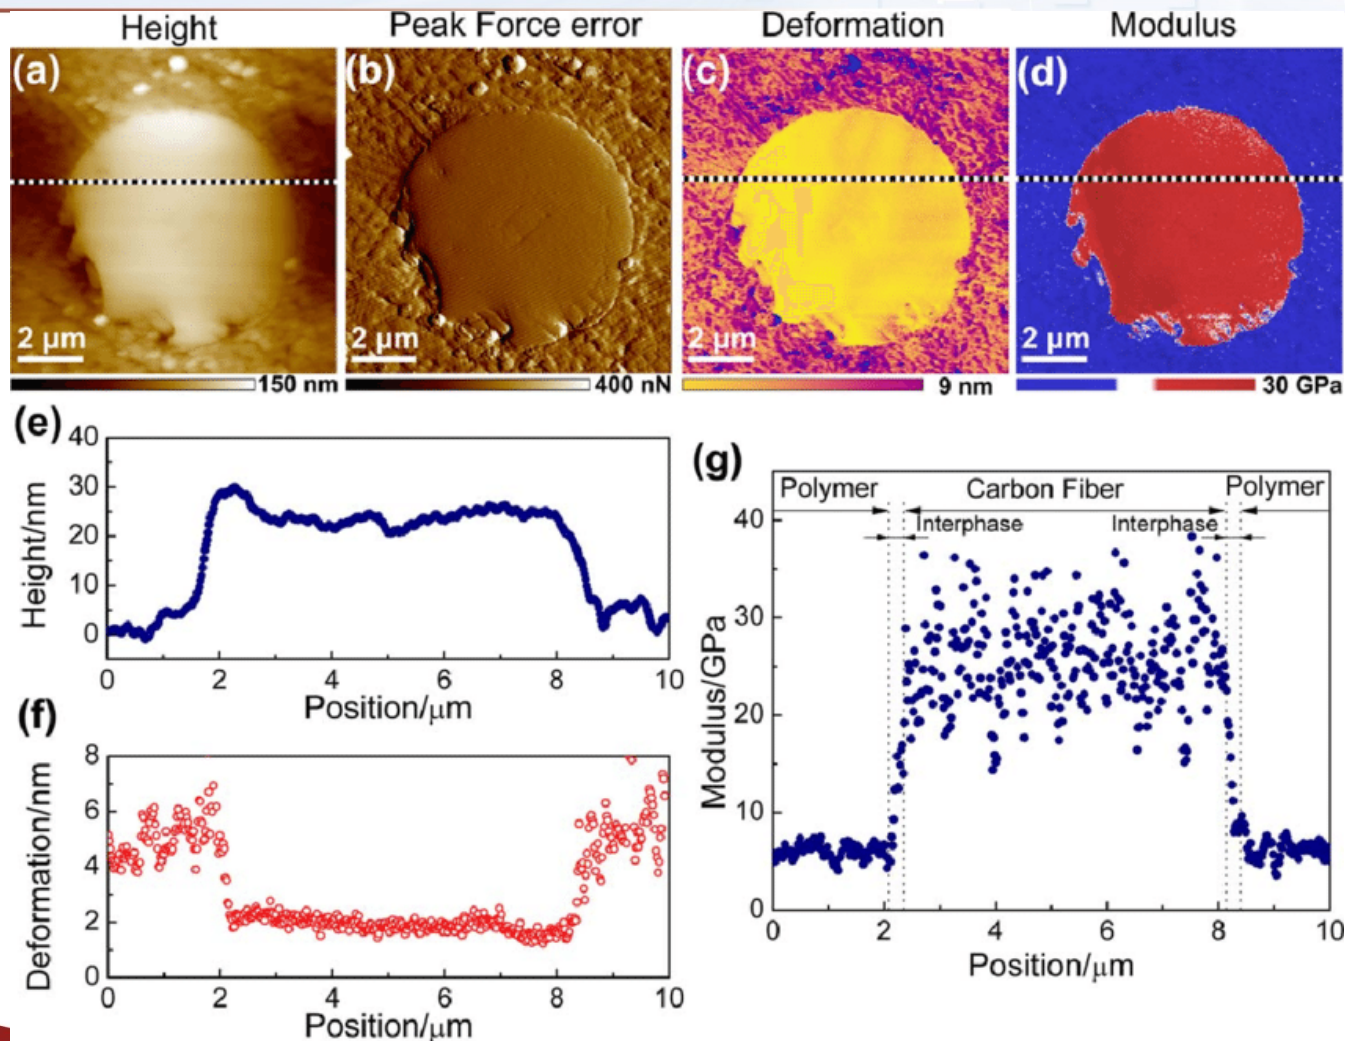 Height
Peak Force error
Deformation
Modulus
(a)
(b)
(c)
(d)
2 μm
2 μm
2 μm
2 μm
150 nm
400 nN
9 nm
30 GPa
(e)
40
30
20
10
0
Height/nm
0 2 4 6 8 10
Position/μm
(f)
8
6
4
2
0
Deformation/nm
0 2 4 6 8 10
Position/μm
(g)
Polymer Carbon Fiber Polymer
Interphase Interphase
40
30
20
10
0
Modulus/GPa
0 2 4 6 8 10
Position/μm